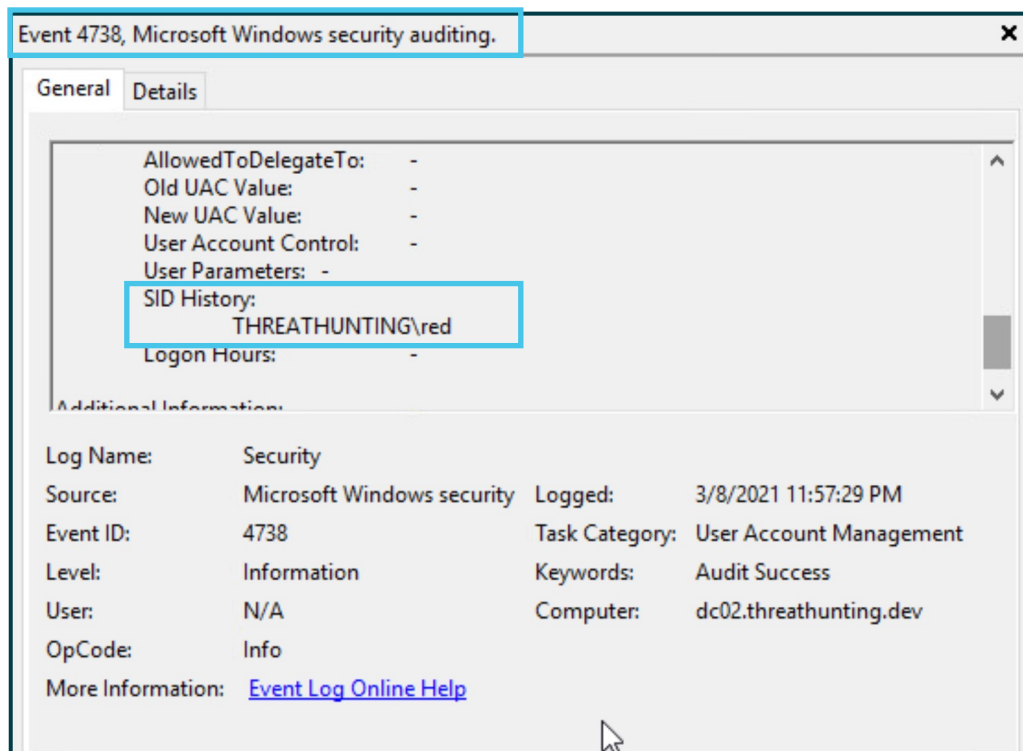 Event 4738, Microsoft Windows security auditing.
General Details
AllowedToDelegateTo: -
Old UAC Value: -
New UAC Value: -
User Account Control: -
User Parameters: -
SID History:
THREATHUNTING\red
Logon Hours: -
Additional Information:
Log Name: Security
Source: Microsoft Windows security Logged: 3/8/2021 11:57:29 PM
Event ID: 4738 Task Category: User Account Management
Level: Information Keywords: Audit Success
User: N/A Computer: dc02.threathunting.dev
OpCode: Info
More Information: Event Log Online Help